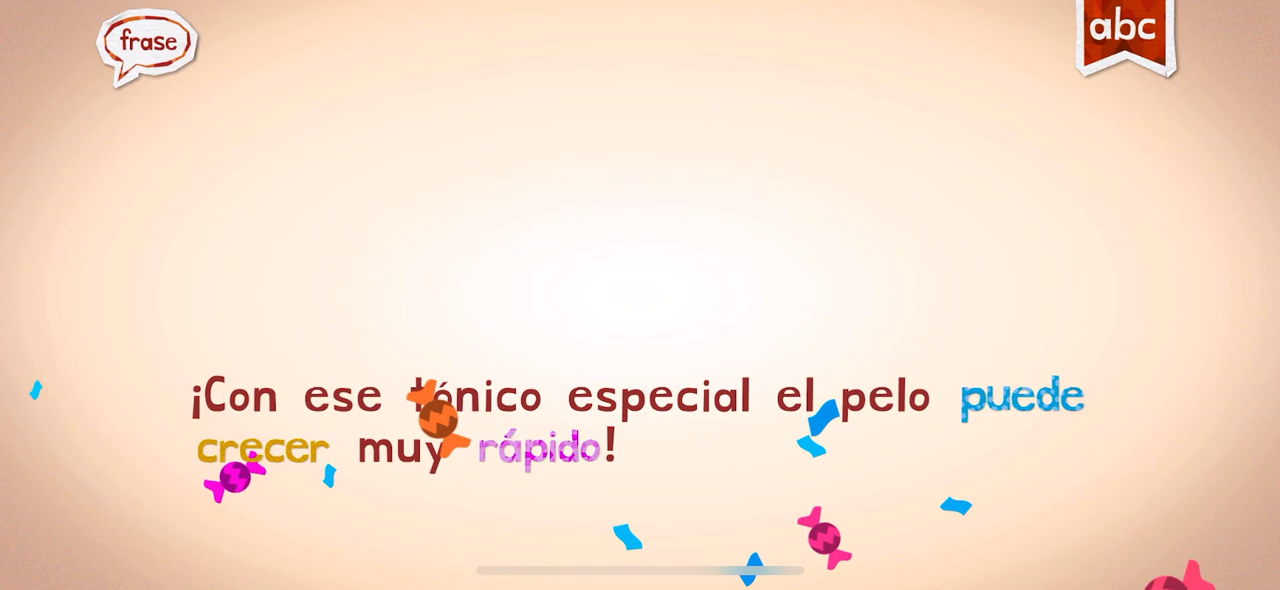 frase
abc
¡Con ese tónico especial el pelo puede
crecer muy rápido!